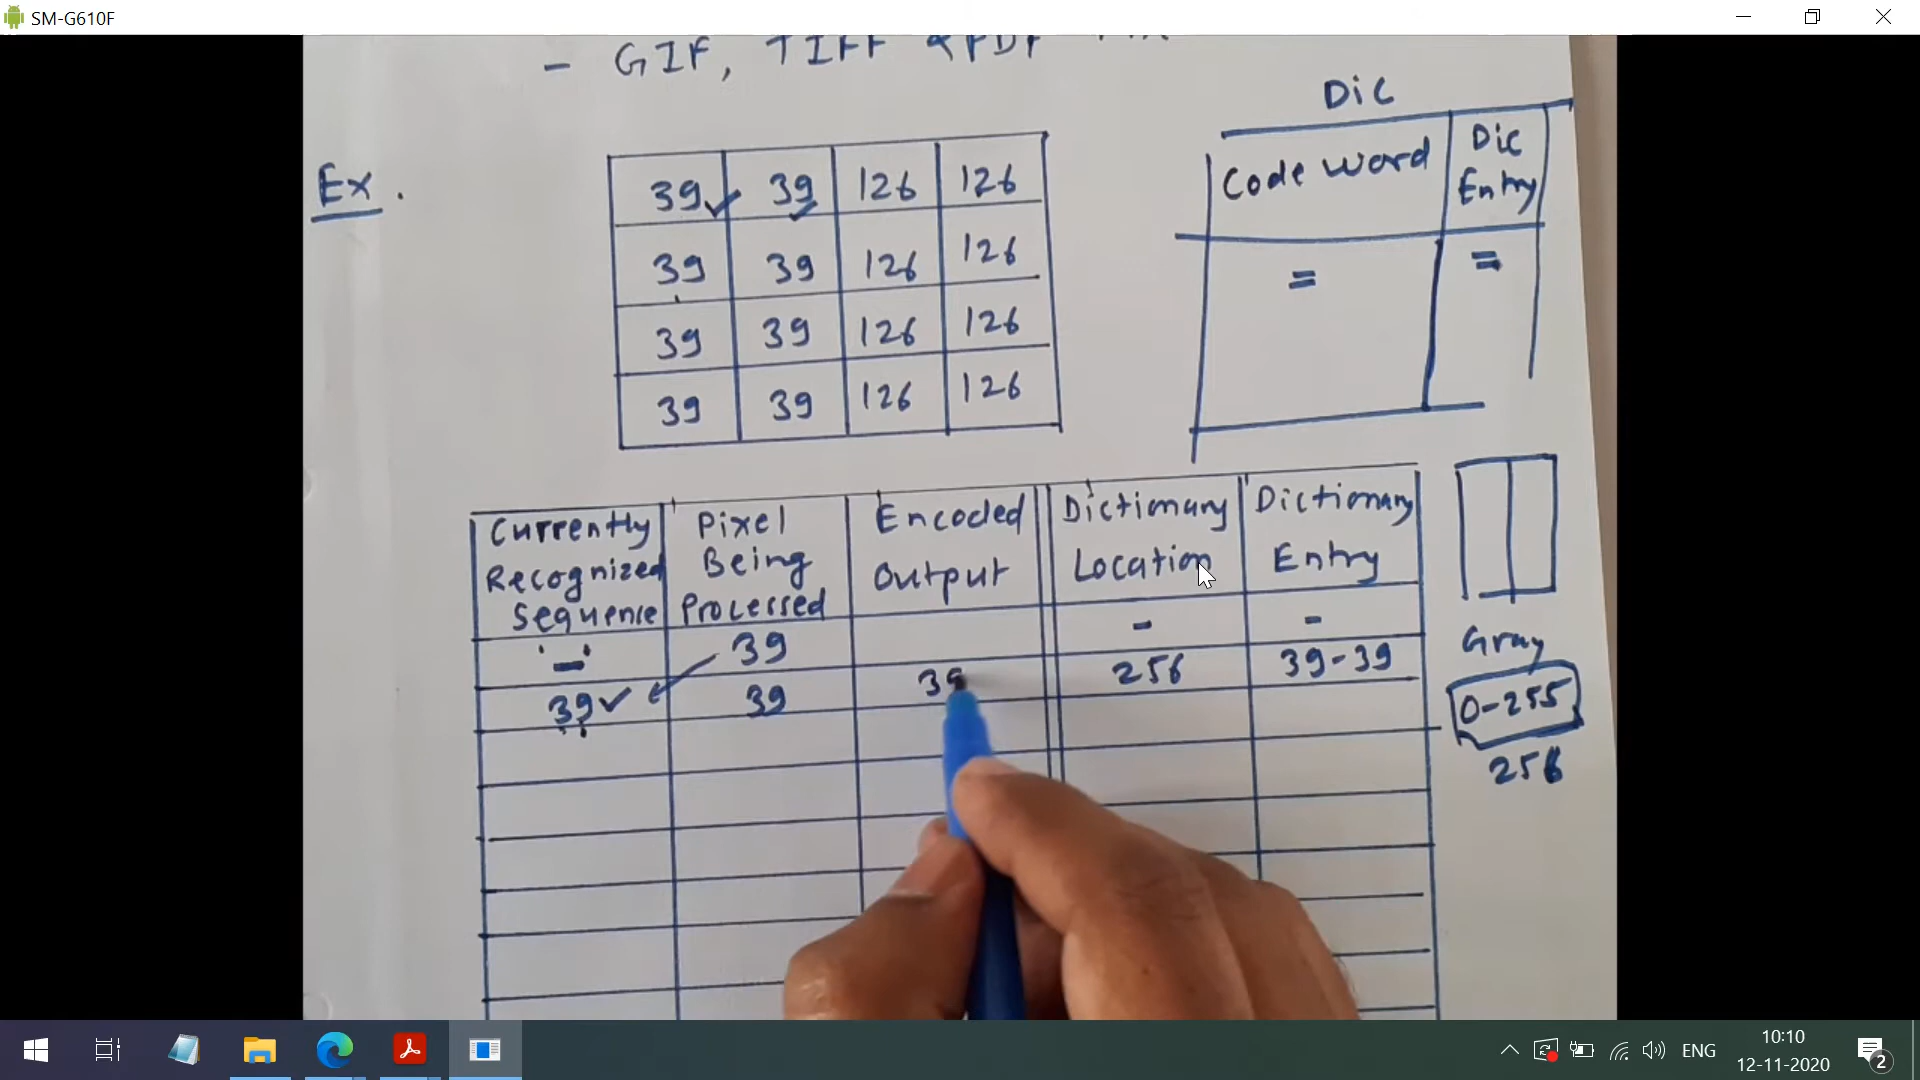 SM-G610F
- GIF, TIFF & PDF
Dic
Ex.
39 39 126 126
39 39 126 126
39 39 126 126
39 39 126 126
Code Word
Dic Entry
=
=
Currently Recognized Sequence
Pixel Being Processed
Encoded Output
Dictionary Location
Dictionary Entry
- 39 - -
39 39 39 256 39-39
Gray
0-255
256
ENG
10:10
12-11-2020
2